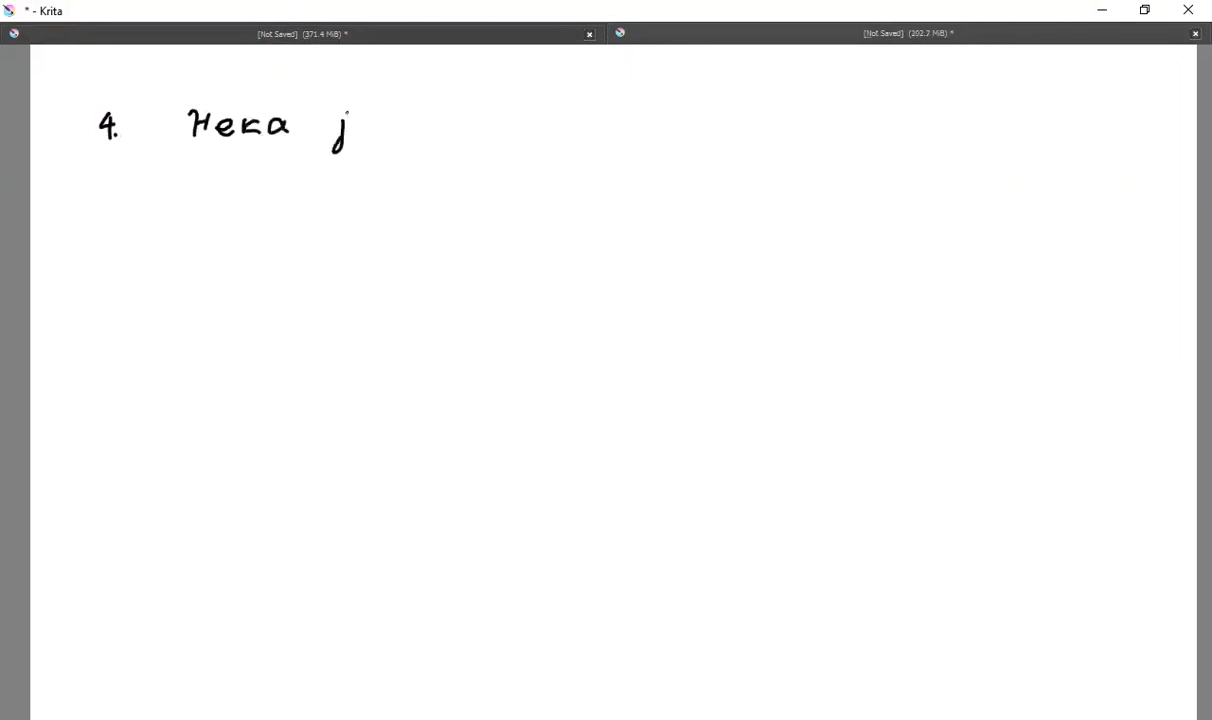 * - Krita
[Not Saved] (371.4 MiB) *
[Not Saved] (202.7 MiB) *
4. Нека ј